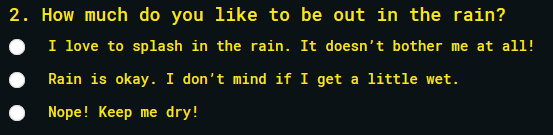 2. How much do you like to be out in the rain?
I love to splash in the rain. It doesn’t bother me at all!
Rain is okay. I don’t mind if I get a little wet.
Nope! Keep me dry!